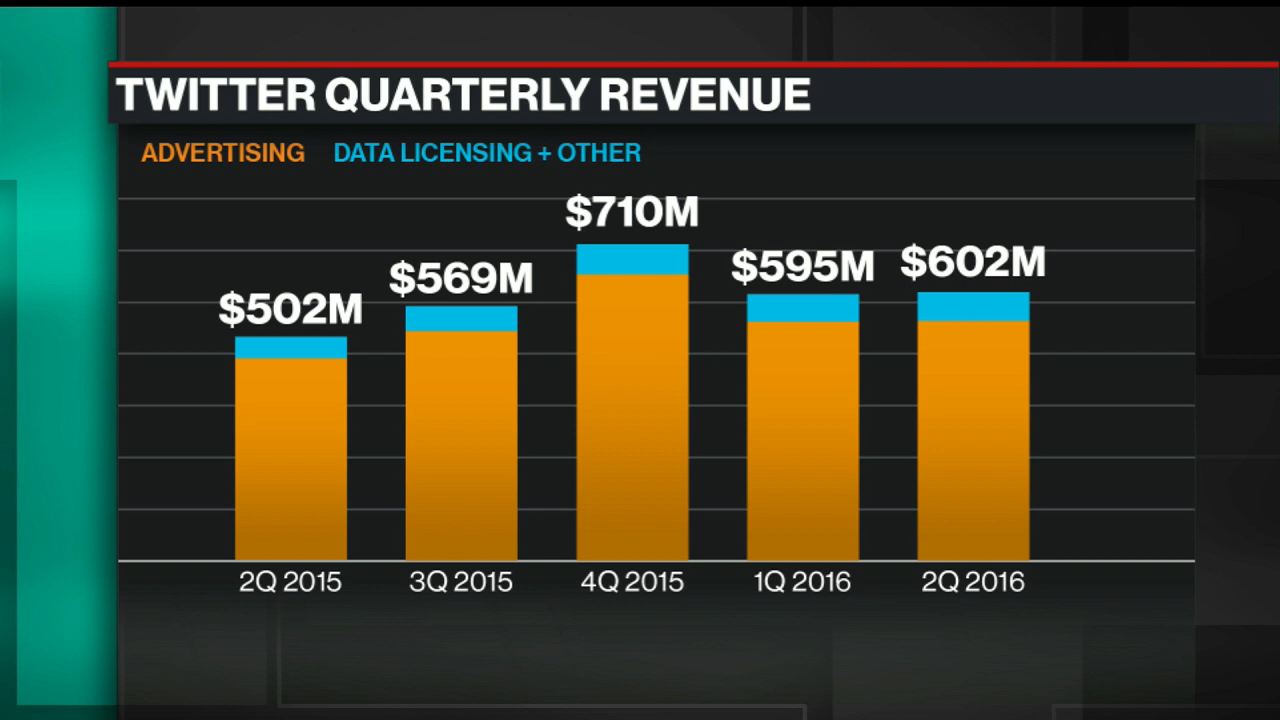 TWITTER QUARTERLY REVENUE
ADVERTISING DATA LICENSING + OTHER
$502M $569M $710M $595M $602M
2Q 2015 3Q 2015 4Q 2015 1Q 2016 2Q 2016